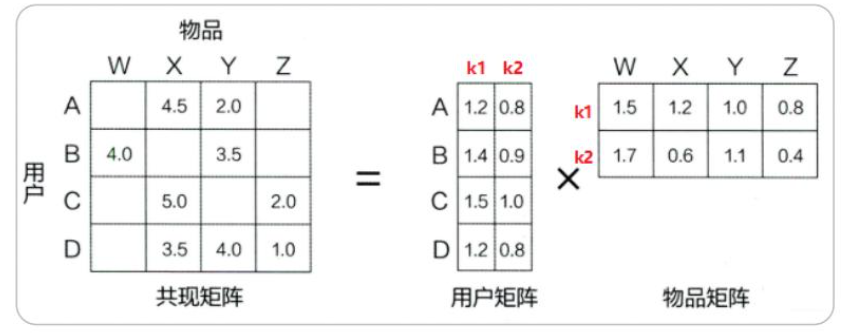 物品
W X Y Z
A 4.5 2.0
B 4.0 3.5
C 5.0 2.0
D 3.5 4.0 1.0
用户
共现矩阵
=
k1 k2
A 1.2 0.8
B 1.4 0.9
C 1.5 1.0
D 1.2 0.8
用户矩阵
×
W X Y Z
k1 1.5 1.2 1.0 0.8
k2 1.7 0.6 1.1 0.4
物品矩阵